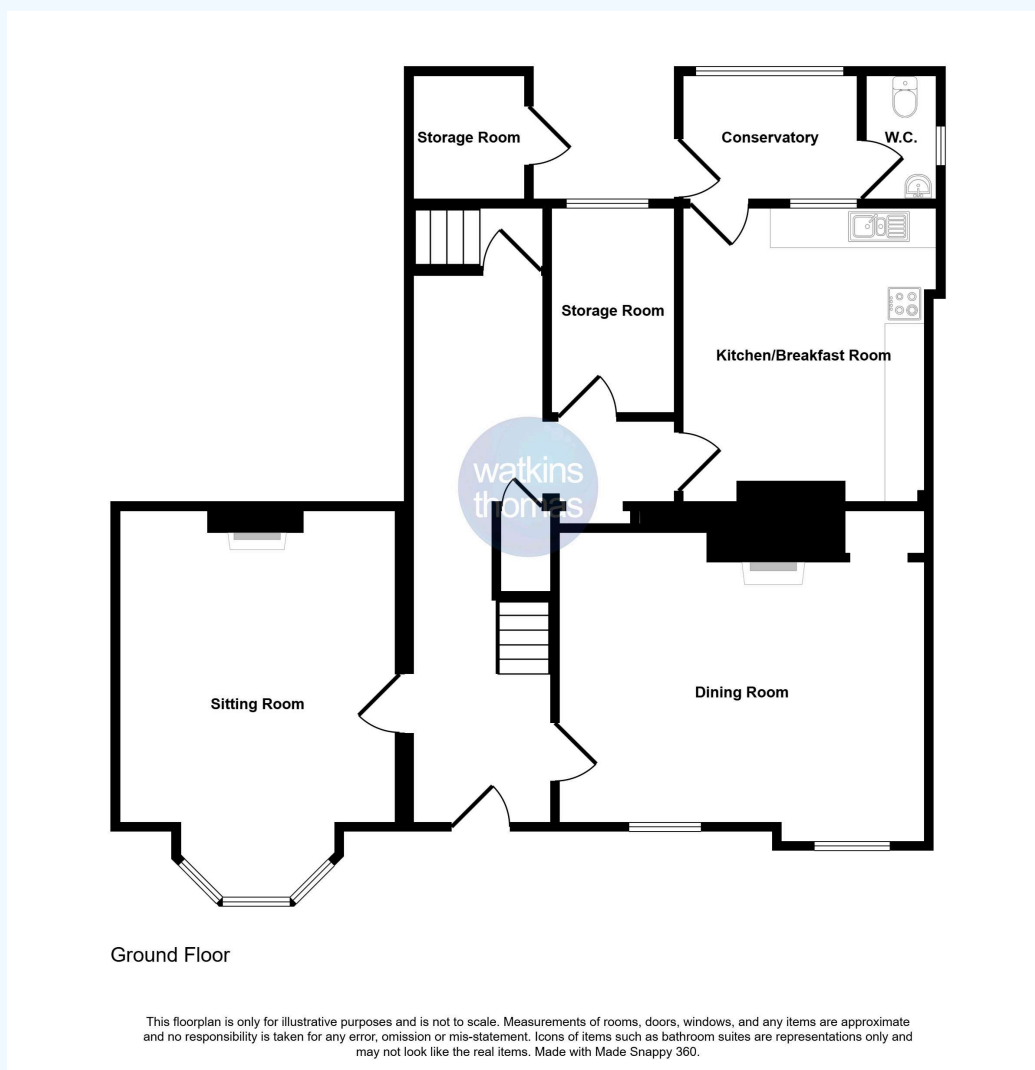 Storage Room
Conservatory
W.C.
Storage Room
Kitchen/Breakfast Room
watkins
thomas
Sitting Room
Dining Room
Ground Floor
This floorplan is only for illustrative purposes and is not to scale. Measurements of rooms, doors, windows, and any items are approximate
and no responsibility is taken for any error, omission or mis-statement. Icons of items such as bathroom suites are representations only and
may not look like the real items. Made with Made Snappy 360.